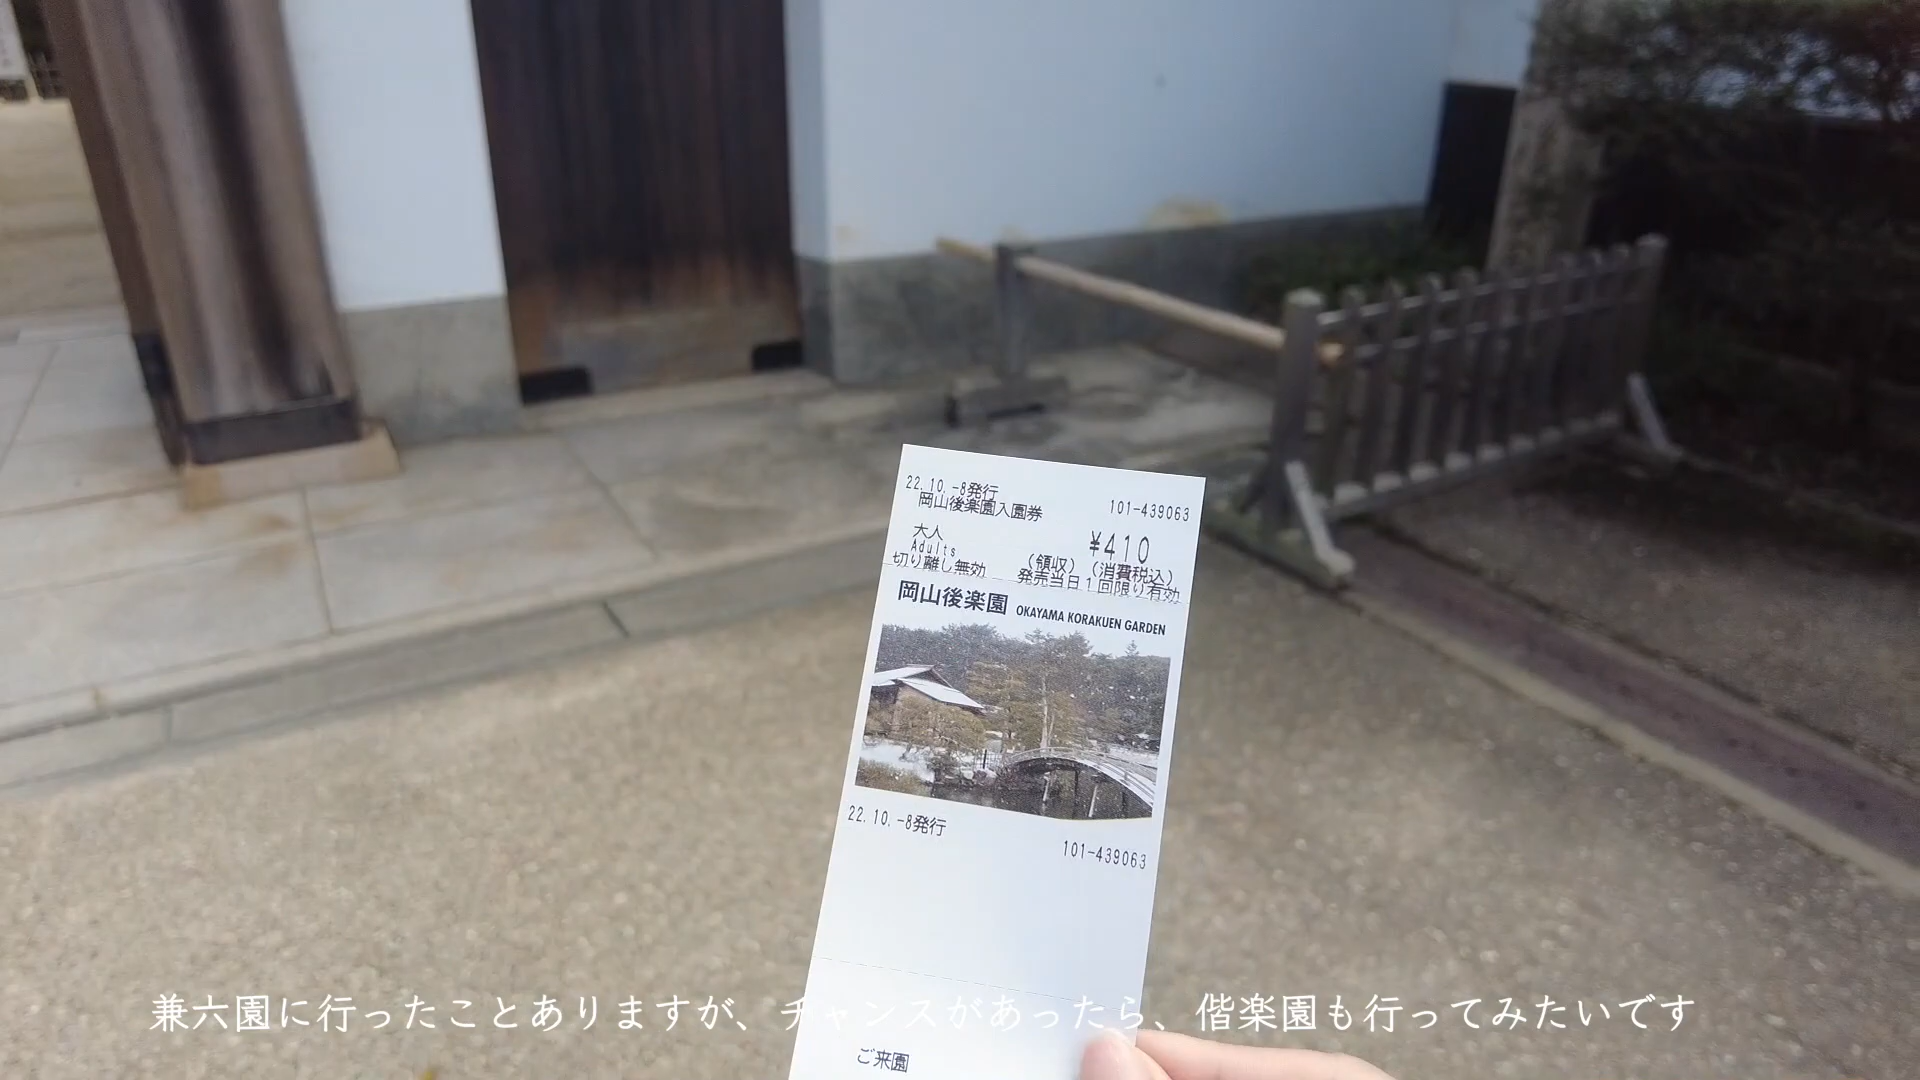 22.10.-8発行
岡山後楽園入園券
101-439063
大人
Adults
¥410
(領収)(消費税込)
切り離し無効
発売当日1回限り有効
岡山後楽園 OKAYAMA KORAKUEN GARDEN
22.10.-8発行
101-439063
兼六園に行ったことありますが、チャンスがあったら、偕楽園も行ってみたいです
ご来園